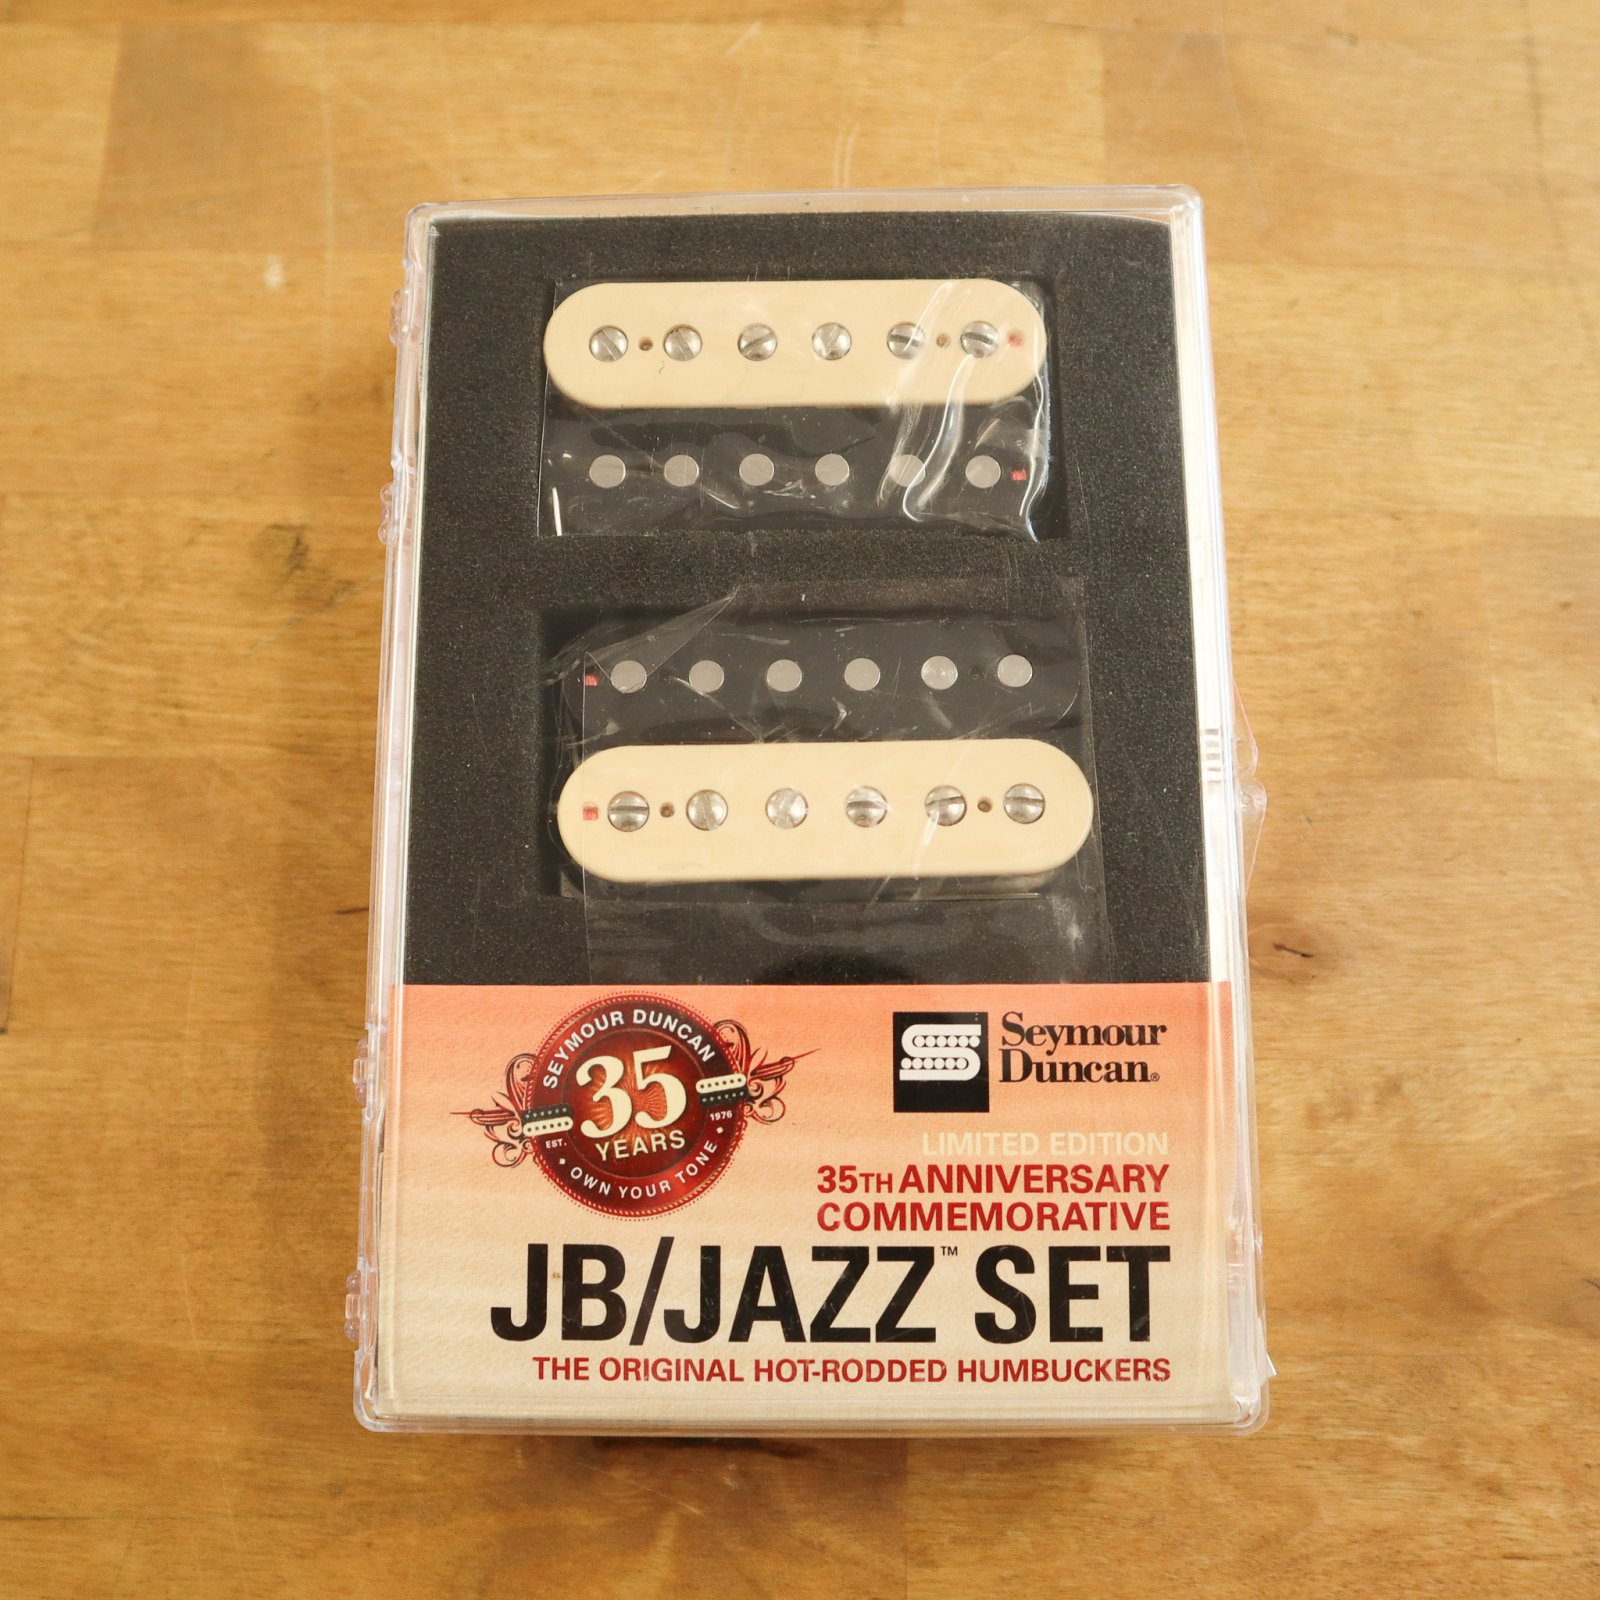 SEYMOUR DUNCAN
35
YEARS
EST. 1976
• OWN YOUR TONE •
Seymour
Duncan®
LIMITED EDITION
35TH ANNIVERSARY
COMMEMORATIVE
JB/JAZZ™ SET
THE ORIGINAL HOT-RODDED HUMBUCKERS